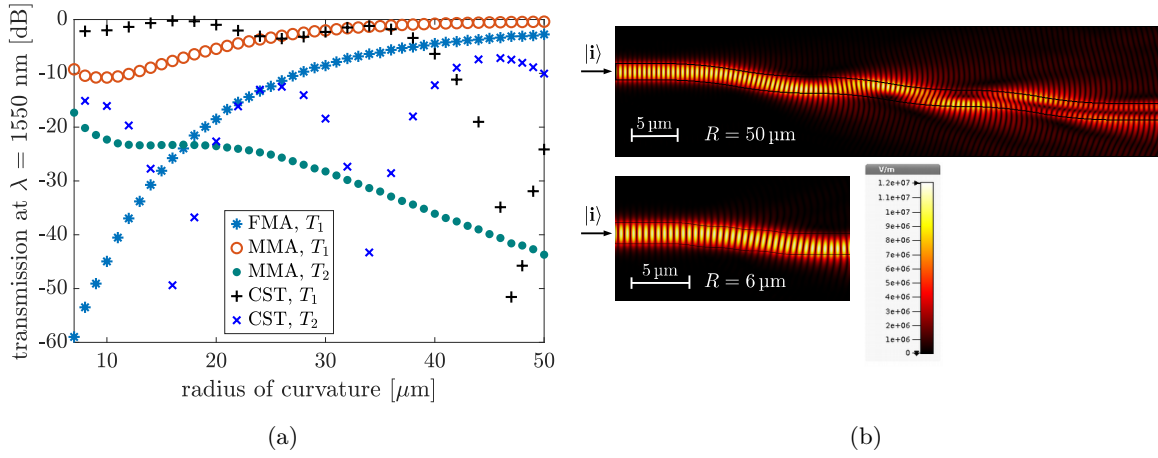 transmission at λ = 1550 nm [dB]
0
-10
-20
-30
-40
-50
-60
10
20
30
40
50
radius of curvature [μm]
FMA, T₁
MMA, T₁
MMA, T₂
CST, T₁
CST, T₂
(a)
|i⟩
5 μm
R = 50 μm
|i⟩
5 μm
R = 6 μm
V/m
1.2e+07
1e+07
9e+06
8e+06
7e+06
6e+06
5e+06
4e+06
3e+06
2e+06
1e+06
0
(b)